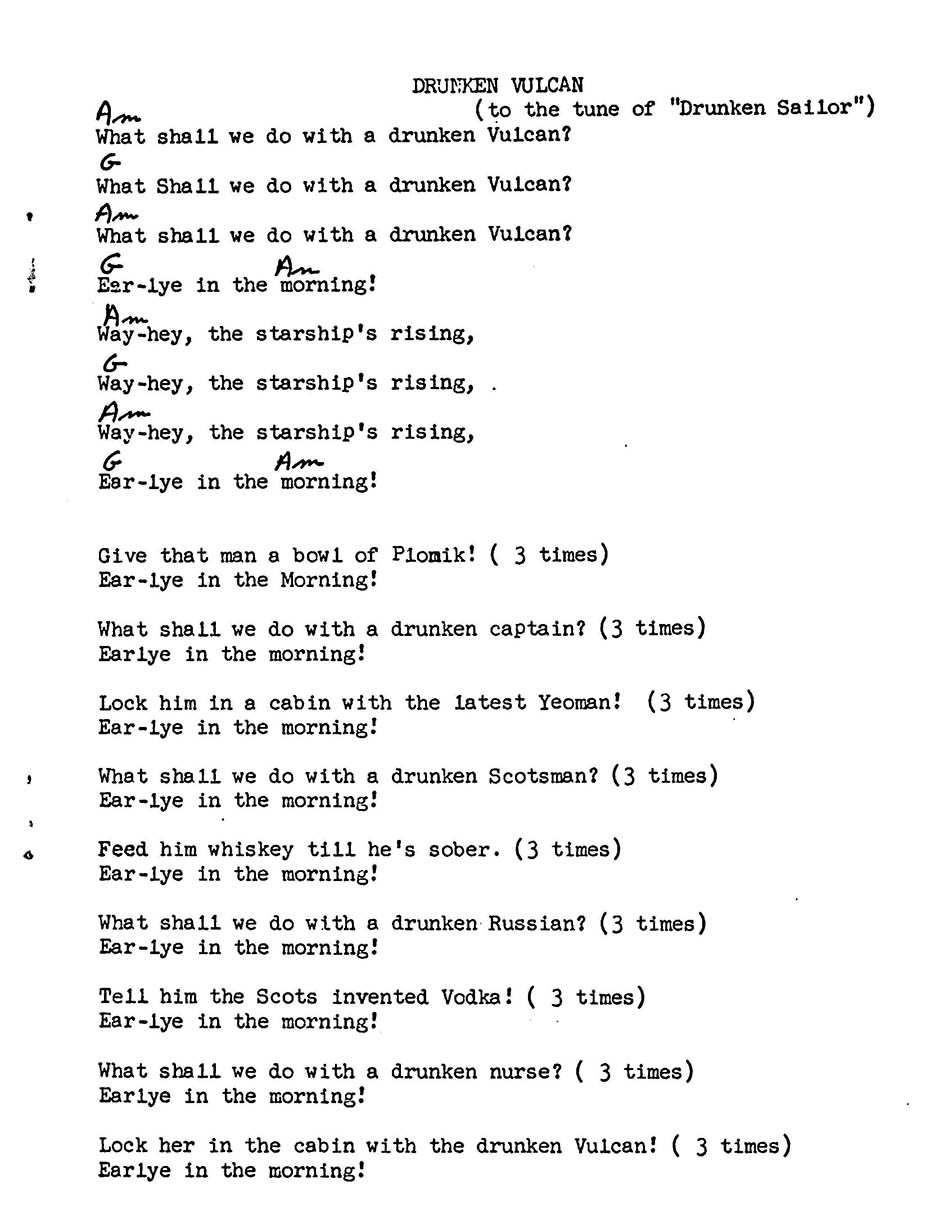 DRUNKEN VULCAN
(to the tune of "Drunken Sailor")
Am
What shall we do with a drunken Vulcan?
G
What Shall we do with a drunken Vulcan?
Am
What shall we do with a drunken Vulcan?
G Am
Ear-lye in the morning!
Am
Way-hey, the starship's rising,
G
Way-hey, the starship's rising, .
Am
Way-hey, the starship's rising,
G Am
Ear-lye in the morning!
Give that man a bowl of Plomik! ( 3 times)
Ear-lye in the Morning!
What shall we do with a drunken captain? (3 times)
Earlye in the morning!
Lock him in a cabin with the latest Yeoman! (3 times)
Ear-lye in the morning!
What shall we do with a drunken Scotsman? (3 times)
Ear-lye in the morning!
Feed him whiskey till he's sober. (3 times)
Ear-lye in the morning!
What shall we do with a drunken Russian? (3 times)
Ear-lye in the morning!
Tell him the Scots invented Vodka! ( 3 times)
Ear-lye in the morning!
What shall we do with a drunken nurse? ( 3 times)
Earlye in the morning!
Lock her in the cabin with the drunken Vulcan! ( 3 times)
Earlye in the morning!